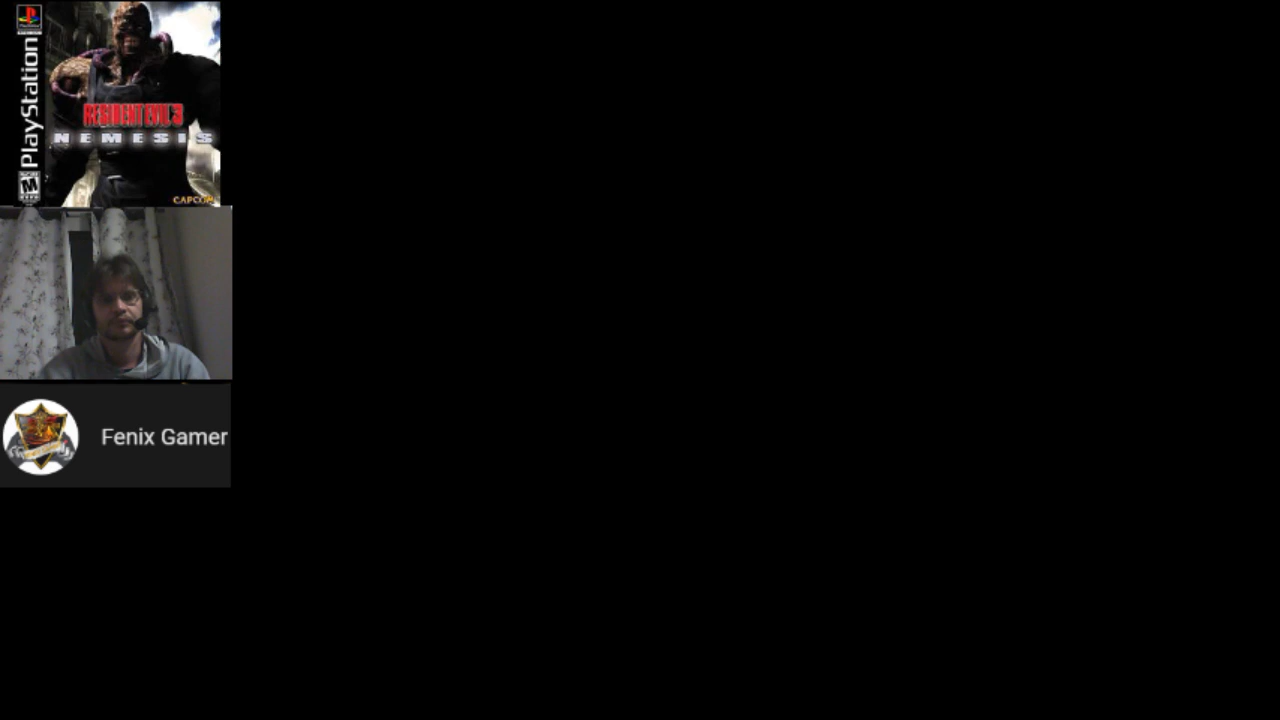 PlayStation
RESIDENT EVIL 3
NEMESIS
M
CAPCOM
Fenix Gamer